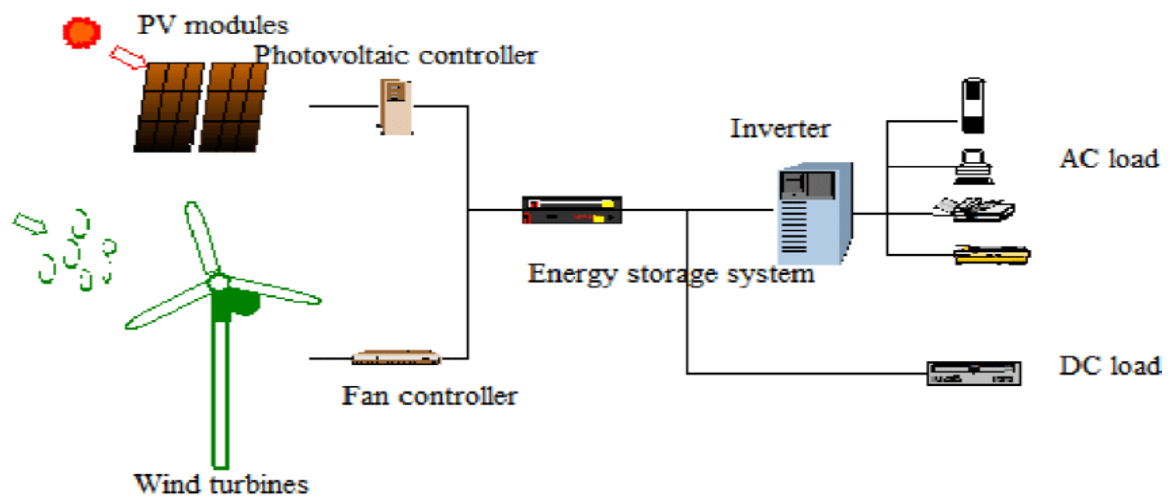 PV modules
Photovoltaic controller
Inverter
AC load
Energy storage system
DC load
Fan controller
Wind turbines